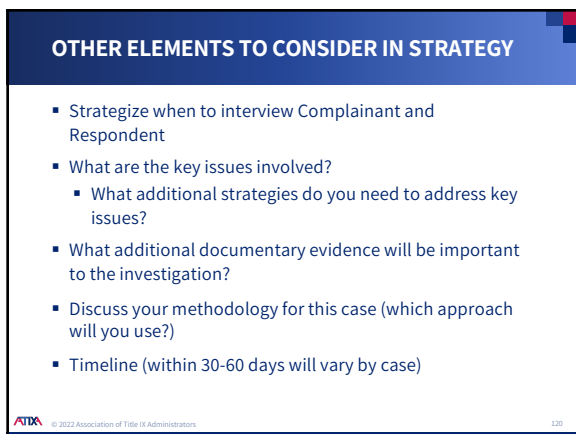 OTHER ELEMENTS TO CONSIDER IN STRATEGY
▪ Strategize when to interview Complainant and
Respondent
▪ What are the key issues involved?
▪ What additional strategies do you need to address key
issues?
▪ What additional documentary evidence will be important
to the investigation?
▪ Discuss your methodology for this case (which approach
will you use?)
▪ Timeline (within 30-60 days will vary by case)
ATIXA © 2022 Association of Title IX Administrators 120